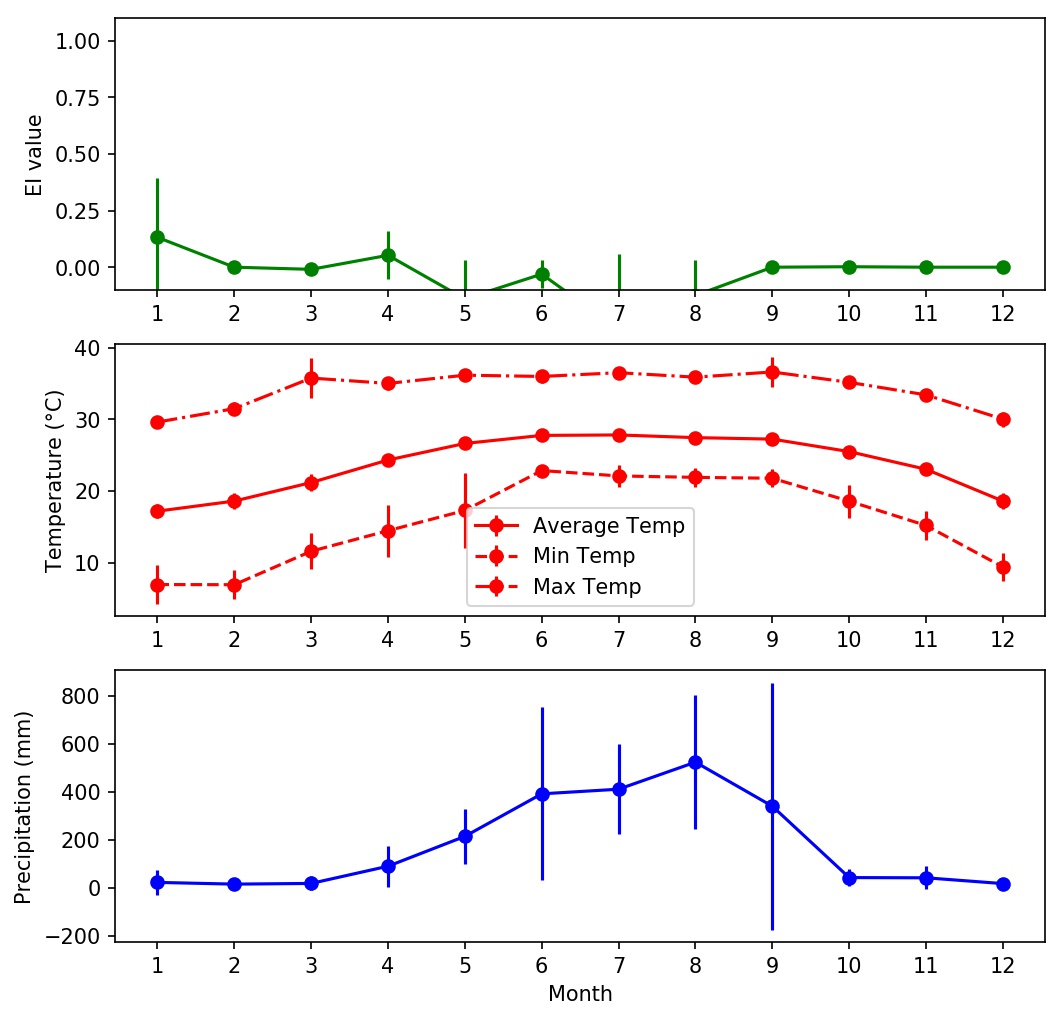 EI value
1.00
0.75
0.50
0.25
0.00
1 2 3 4 5 6 7 8 9 10 11 12
Temperature (°C)
40
30
20
10
Average Temp
Min Temp
Max Temp
1 2 3 4 5 6 7 8 9 10 11 12
Precipitation (mm)
800
600
400
200
0
−200
1 2 3 4 5 6 7 8 9 10 11 12
Month